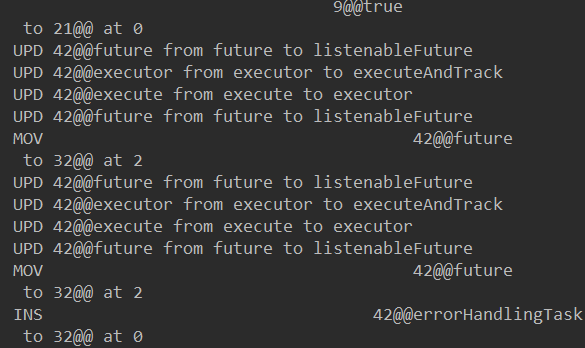 9@@true
to 21@@ at 0
UPD 42@@future from future to listenableFuture
UPD 42@@executor from executor to executeAndTrack
UPD 42@@execute from execute to executor
UPD 42@@future from future to listenableFuture
MOV 42@@future
to 32@@ at 2
UPD 42@@future from future to listenableFuture
UPD 42@@executor from executor to executeAndTrack
UPD 42@@execute from execute to executor
UPD 42@@future from future to listenableFuture
MOV 42@@future
to 32@@ at 2
INS 42@@errorHandlingTask
to 32@@ at 0